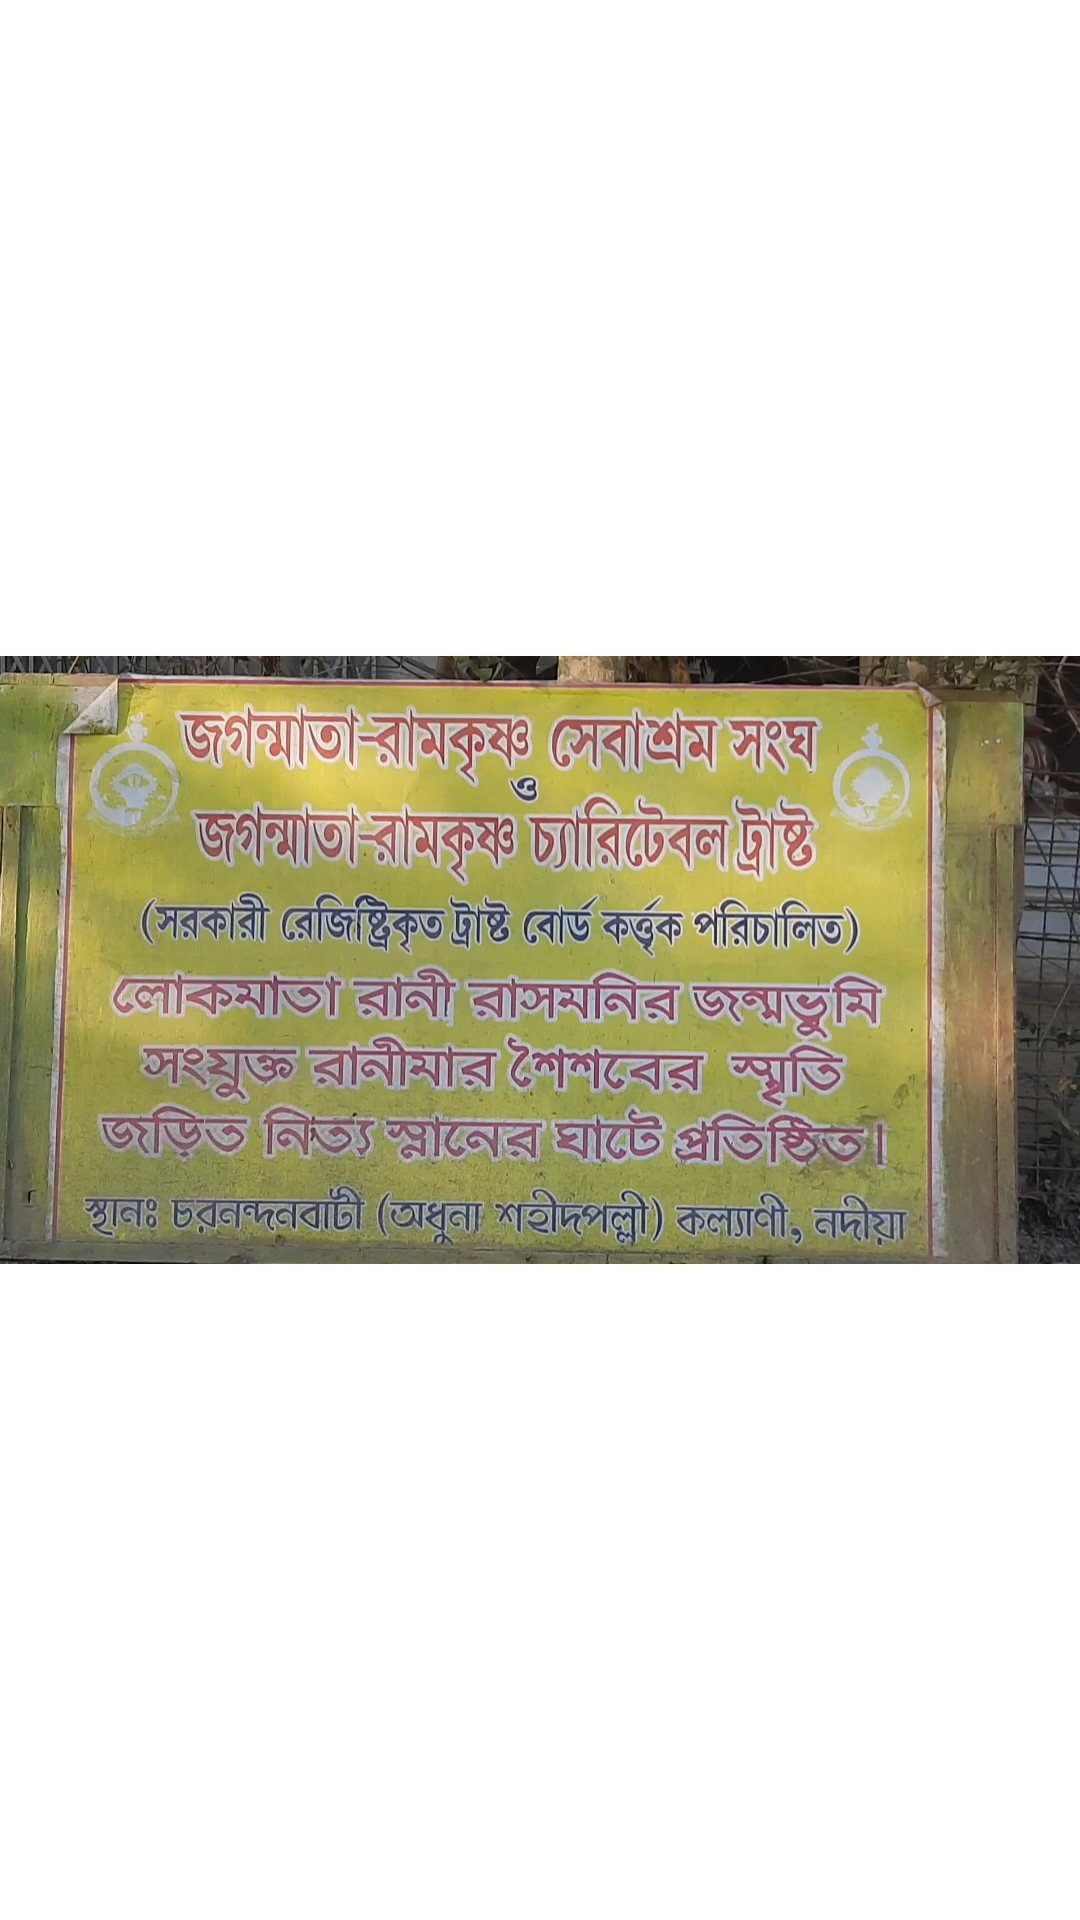 জগন্মাতা-রামকৃষ্ণ সেবাশ্রম সংঘ
ও
জগন্মাতা-রামকৃষ্ণ চ্যারিটেবল ট্রাষ্ট
(সরকারী রেজিষ্ট্রিকৃত ট্রাষ্ট বোর্ড কর্ত্তৃক পরিচালিত)
লোকমাতা রানী রাসমনির জন্মভুমি
সংযুক্ত রানীমার শৈশবের স্মৃতি
জড়িত নিত্য স্নানের ঘাটে প্রতিষ্ঠিত।
স্থানঃ চরনন্দনবাটী (অধুনা শহীদপল্লী) কল্যাণী, নদীয়া